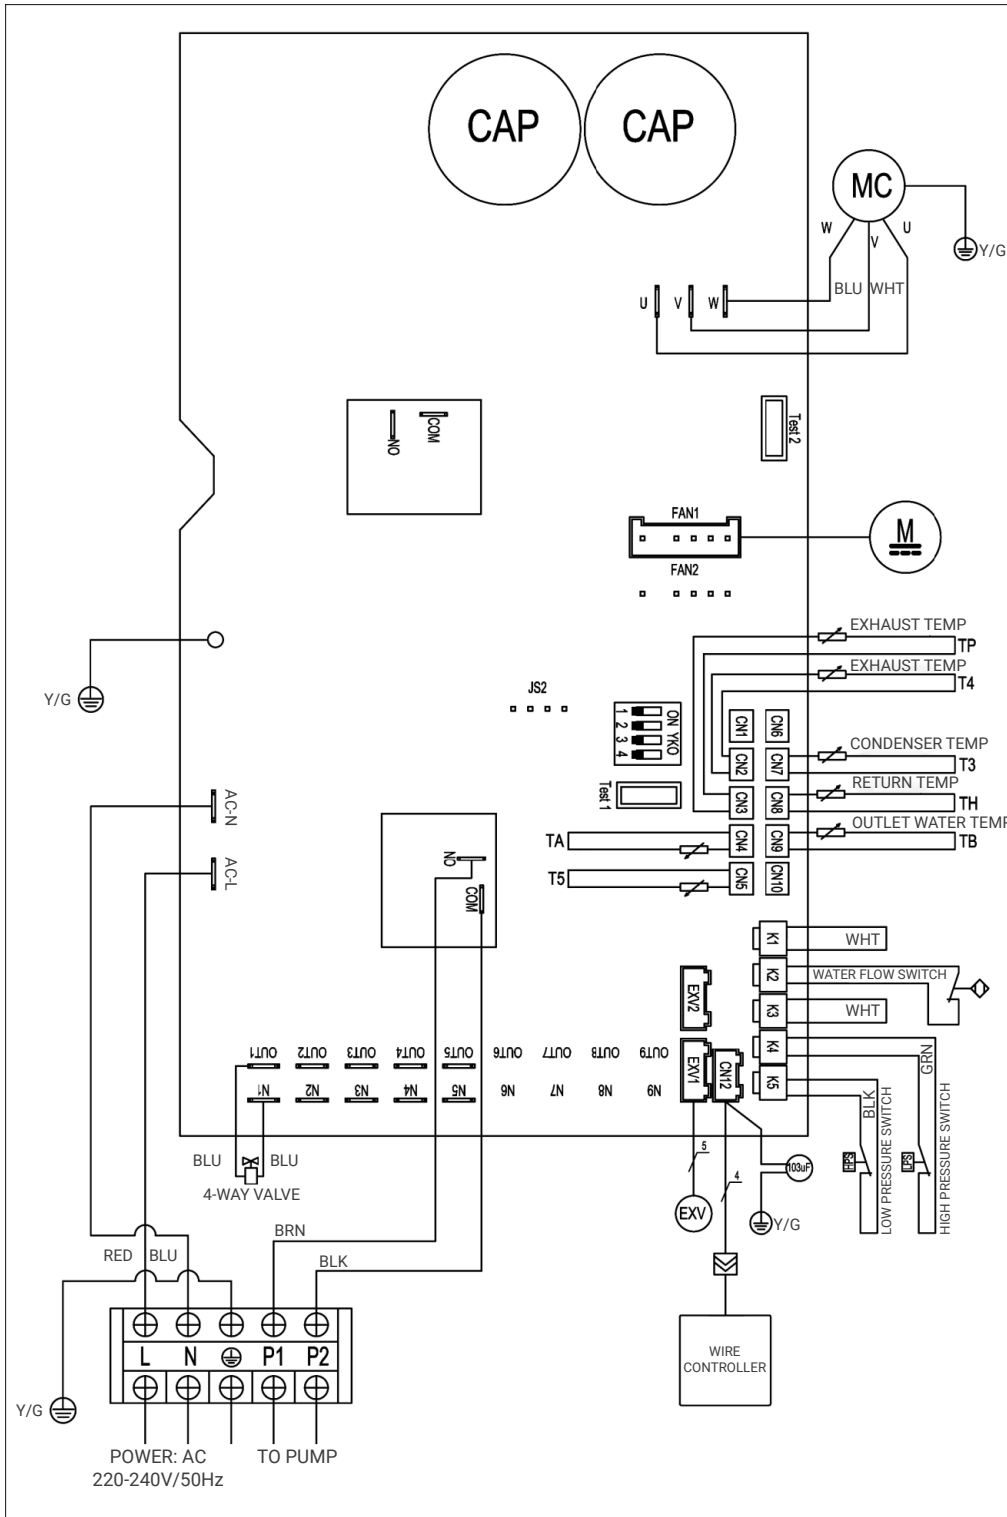 CAP CAP
MC
W V U
Y/G
BLU WHT
U V W
COM
NO
Test 2
FAN1
M
FAN2
EXHAUST TEMP
TP
EXHAUST TEMP
T4
Y/G
JS2
1 2 3 4
ON YKO
CN1 CN6
CONDENSER TEMP
CN2 CN7
T3
RETURN TEMP
Test 1
CN3 CN8
TH
OUTLET WATER TEMP
AC-N
TA
CN4 CN9
TB
NO
AC-L
T5
CN5 CN10
COM
K1
WHT
K2
WATER FLOW SWITCH
EXV2
K3
WHT
K4
GRN
OUT1 OUT2 OUT3 OUT4 OUT5 OUT6 OUT7 OUT8 OUT9
EXV1
CN12
K5
N1 N2 N3 N4 N5 N6 N7 N8 N9
BLK
5
BLU BLU
4-WAY VALVE
4
103uF
HPS
LPS
LOW PRESSURE SWITCH
HIGH PRESSURE SWITCH
EXV
Y/G
BRN
RED BLU
BLK
L N P1 P2
WIRE
CONTROLLER
Y/G
POWER: AC
220-240V/50Hz
TO PUMP